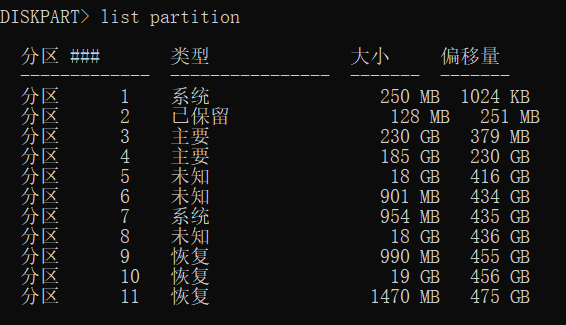 DISKPART> list partition
分区 ### 类型 大小 偏移量
------------- ---------------- ------- -------
分区 1 系统 250 MB 1024 KB
分区 2 已保留 128 MB 251 MB
分区 3 主要 230 GB 379 MB
分区 4 主要 185 GB 230 GB
分区 5 未知 18 GB 416 GB
分区 6 未知 901 MB 434 GB
分区 7 系统 954 MB 435 GB
分区 8 未知 18 GB 436 GB
分区 9 恢复 990 MB 455 GB
分区 10 恢复 19 GB 456 GB
分区 11 恢复 1470 MB 475 GB